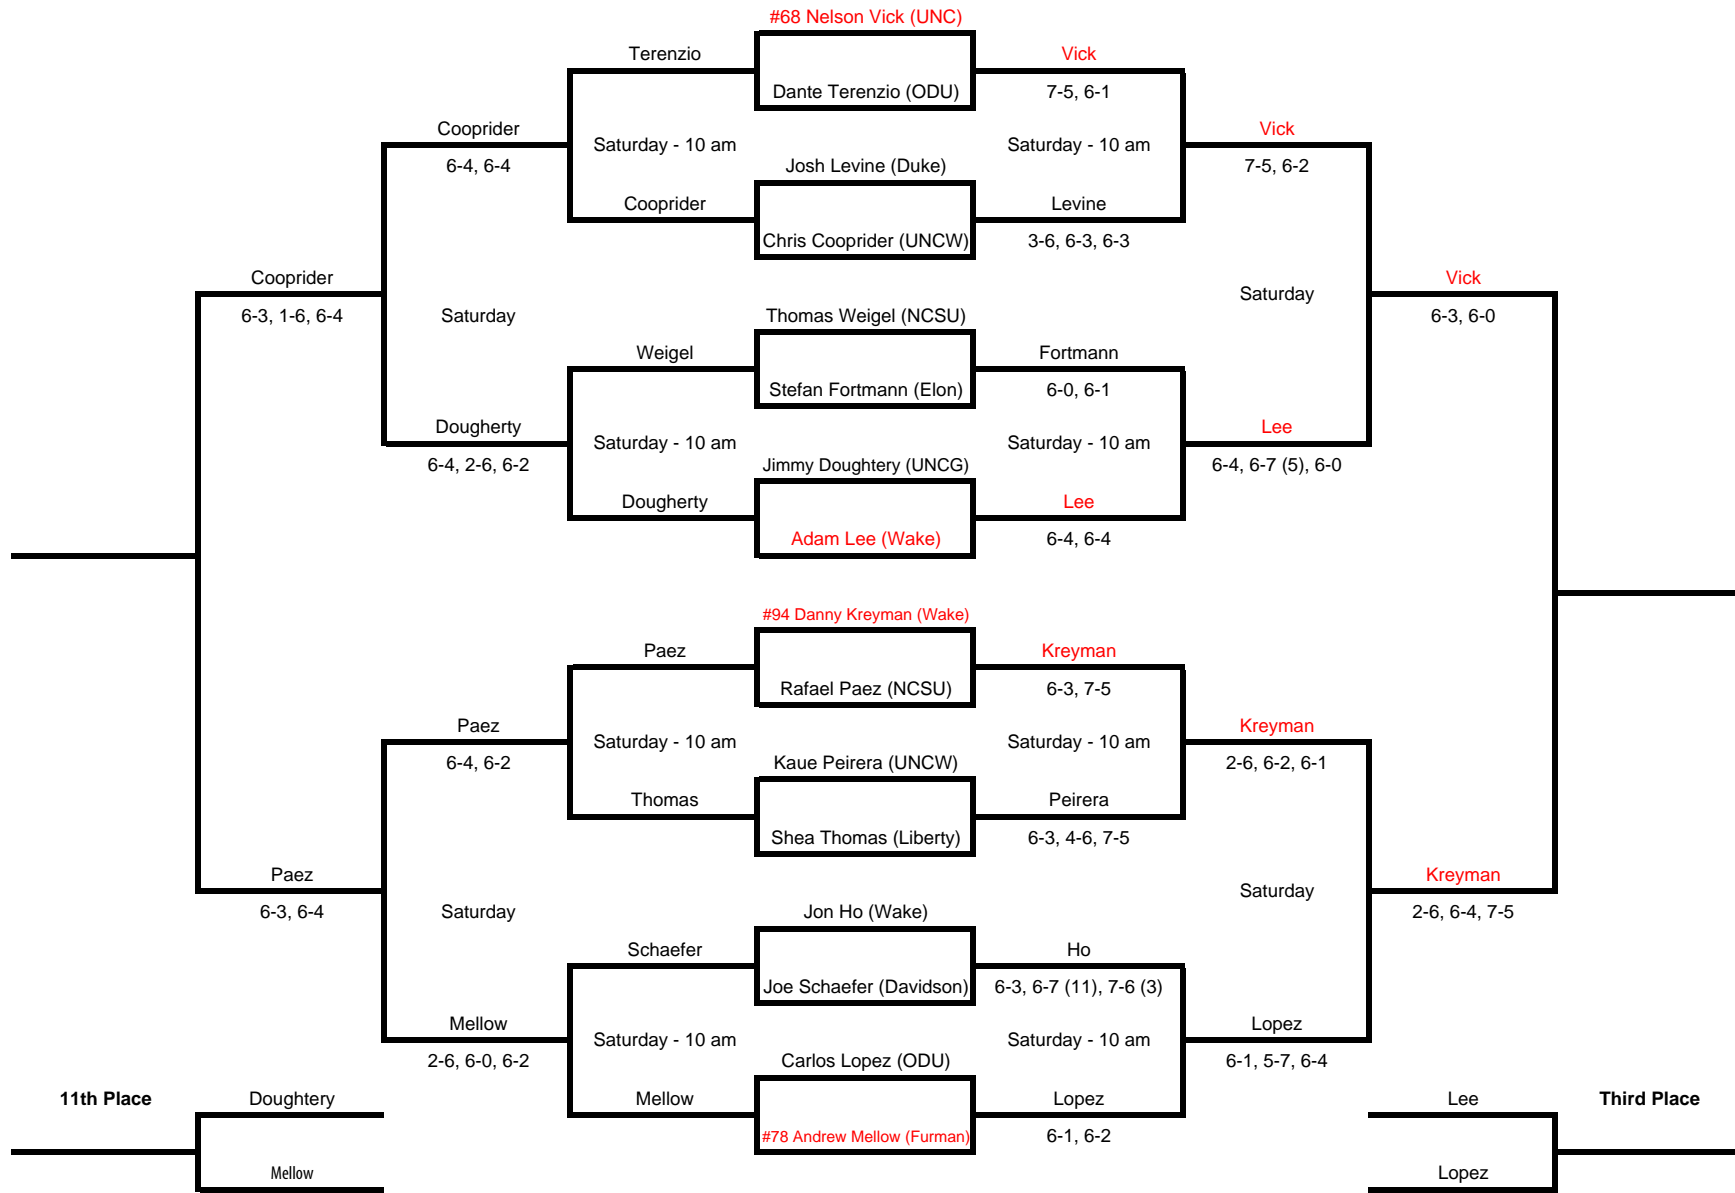 #68 Nelson Vick (UNC)
Terenzio
Vick
Dante Terenzio (ODU)
7-5, 6-1
Cooprider
Saturday - 10 am
Saturday - 10 am
Vick
6-4, 6-4
Josh Levine (Duke)
7-5, 6-2
Cooprider
Levine
Chris Cooprider (UNCW)
3-6, 6-3, 6-3
Cooprider
Saturday
Vick
6-3, 1-6, 6-4
Saturday
Thomas Weigel (NCSU)
6-3, 6-0
Weigel
Fortmann
Stefan Fortmann (Elon)
6-0, 6-1
Dougherty
Saturday - 10 am
Saturday - 10 am
Lee
6-4, 2-6, 6-2
Jimmy Doughtery (UNCG)
6-4, 6-7 (5), 6-0
Dougherty
Lee
Adam Lee (Wake)
6-4, 6-4
#94 Danny Kreyman (Wake)
Paez
Kreyman
Rafael Paez (NCSU)
6-3, 7-5
Paez
Saturday - 10 am
Saturday - 10 am
Kreyman
6-4, 6-2
Kaue Peirera (UNCW)
2-6, 6-2, 6-1
Thomas
Peirera
Shea Thomas (Liberty)
6-3, 4-6, 7-5
Paez
Saturday
Kreyman
6-3, 6-4
Saturday
Jon Ho (Wake)
2-6, 6-4, 7-5
Schaefer
Ho
Joe Schaefer (Davidson)
6-3, 6-7 (11), 7-6 (3)
Mellow
Saturday - 10 am
Saturday - 10 am
Lopez
2-6, 6-0, 6-2
Carlos Lopez (ODU)
6-1, 5-7, 6-4
11th Place
Doughtery
Mellow
Lopez
Lee
Third Place
#78 Andrew Mellow (Furman)
6-1, 6-2
Mellow
Lopez